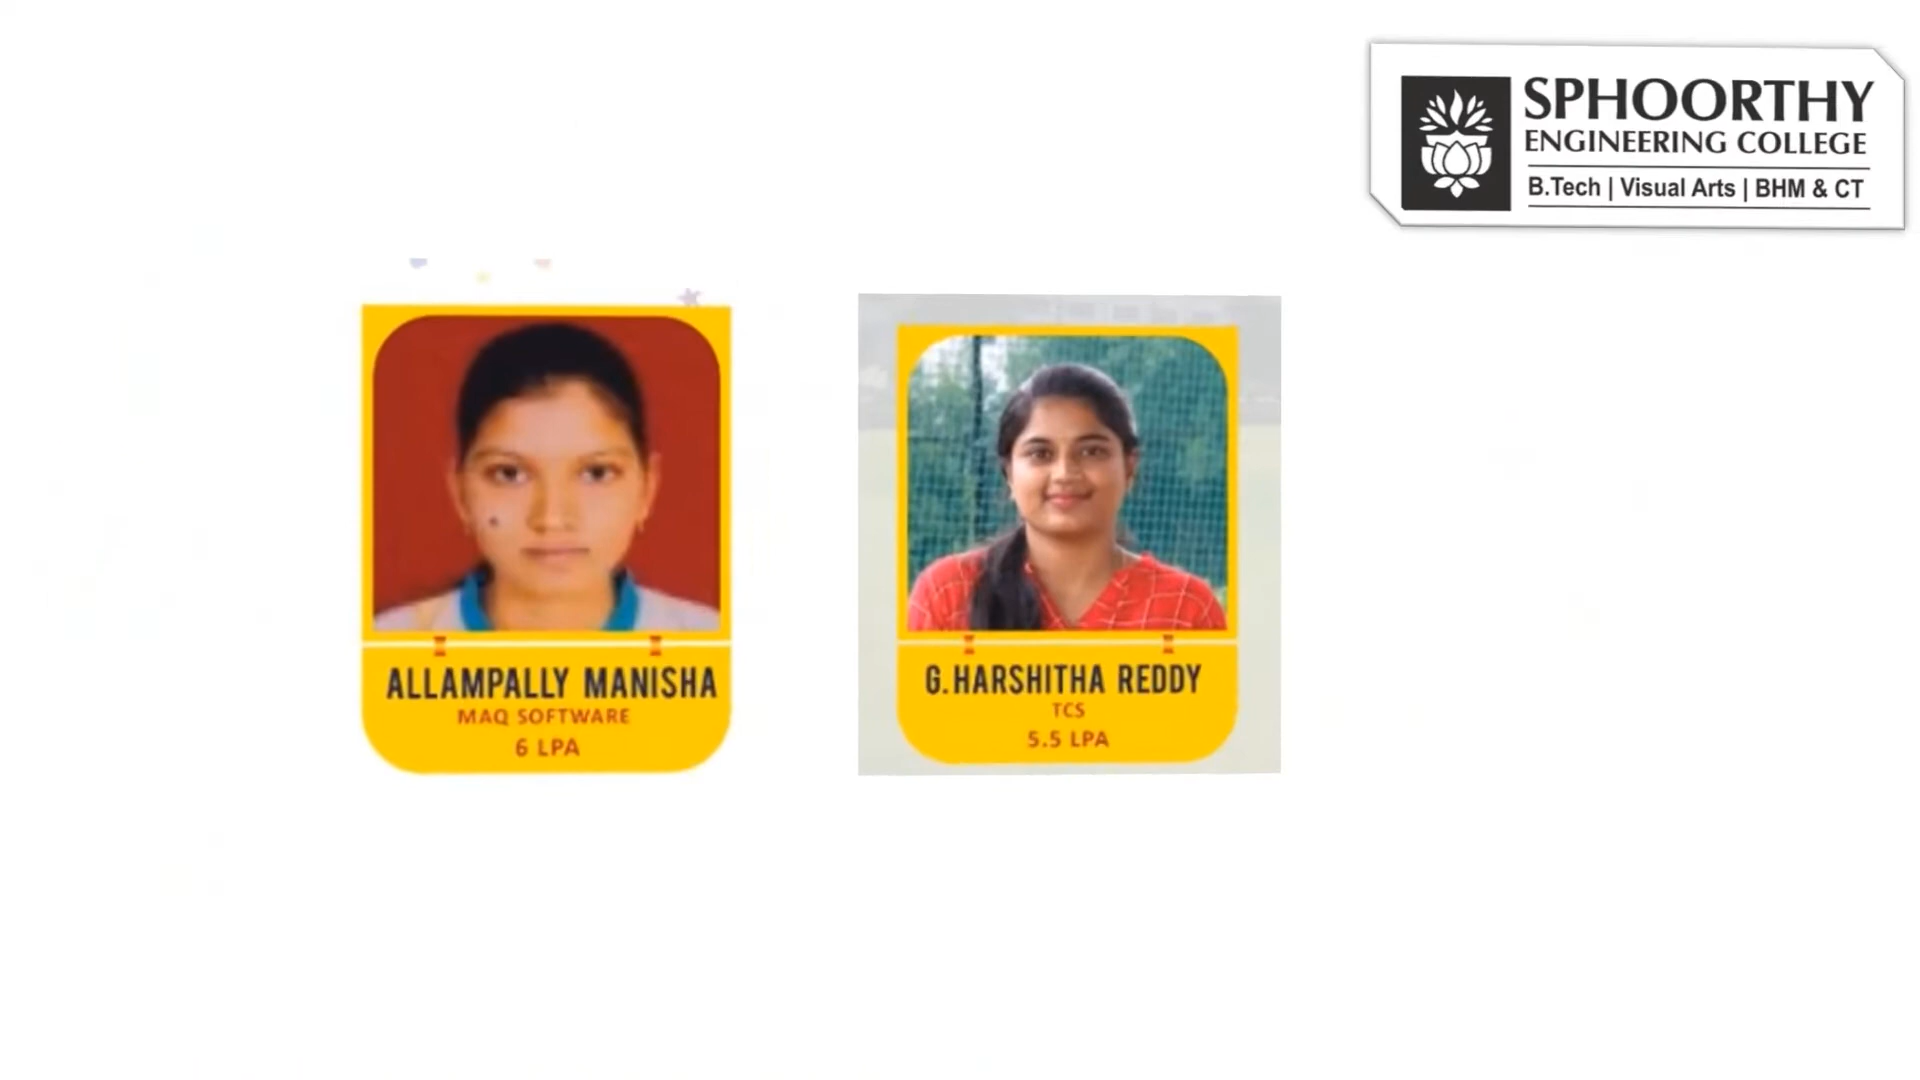 SPHOORTHY
ENGINEERING COLLEGE
B.Tech | Visual Arts | BHM & CT
ALLAMPALLY MANISHA
MAQ SOFTWARE
6 LPA
G.HARSHITHA REDDY
TCS
5.5 LPA